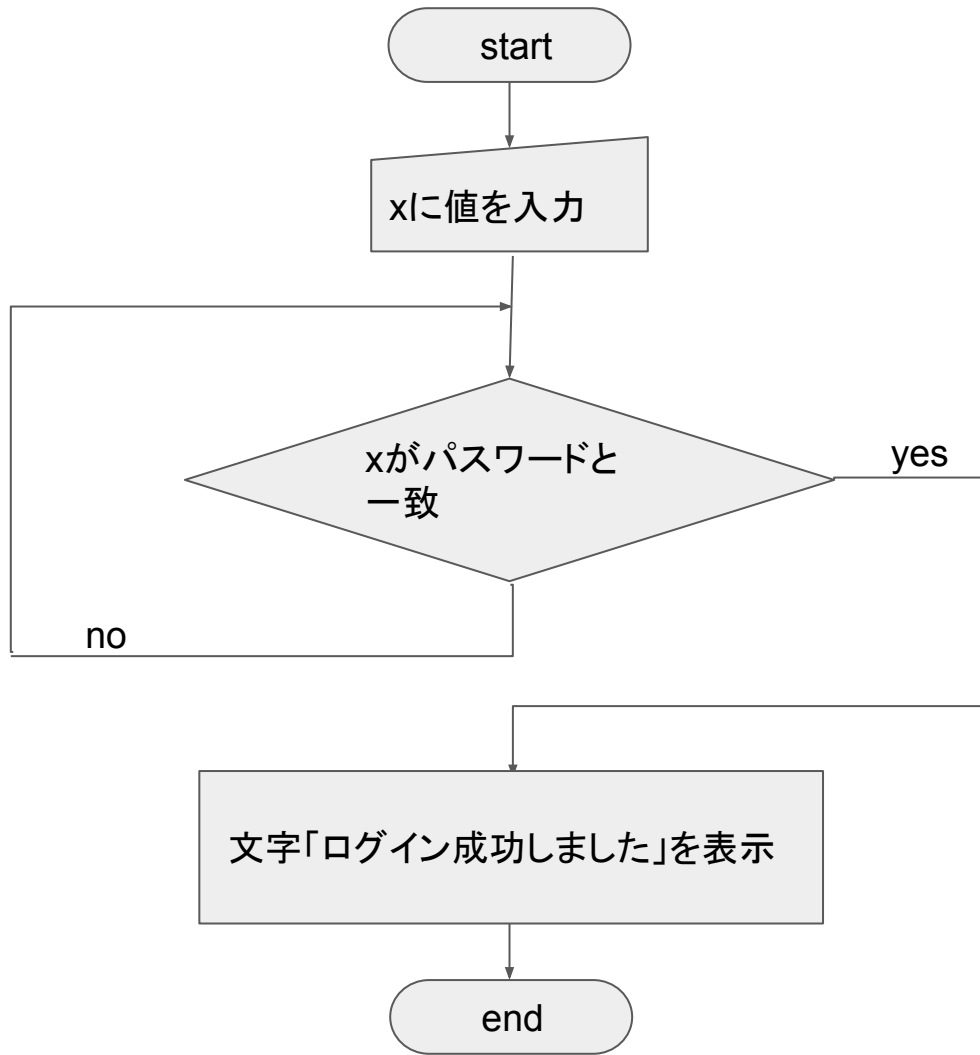 start
xに値を入力
xがパスワードと
一致
yes
no
文字「ログイン成功しました」を表示
end